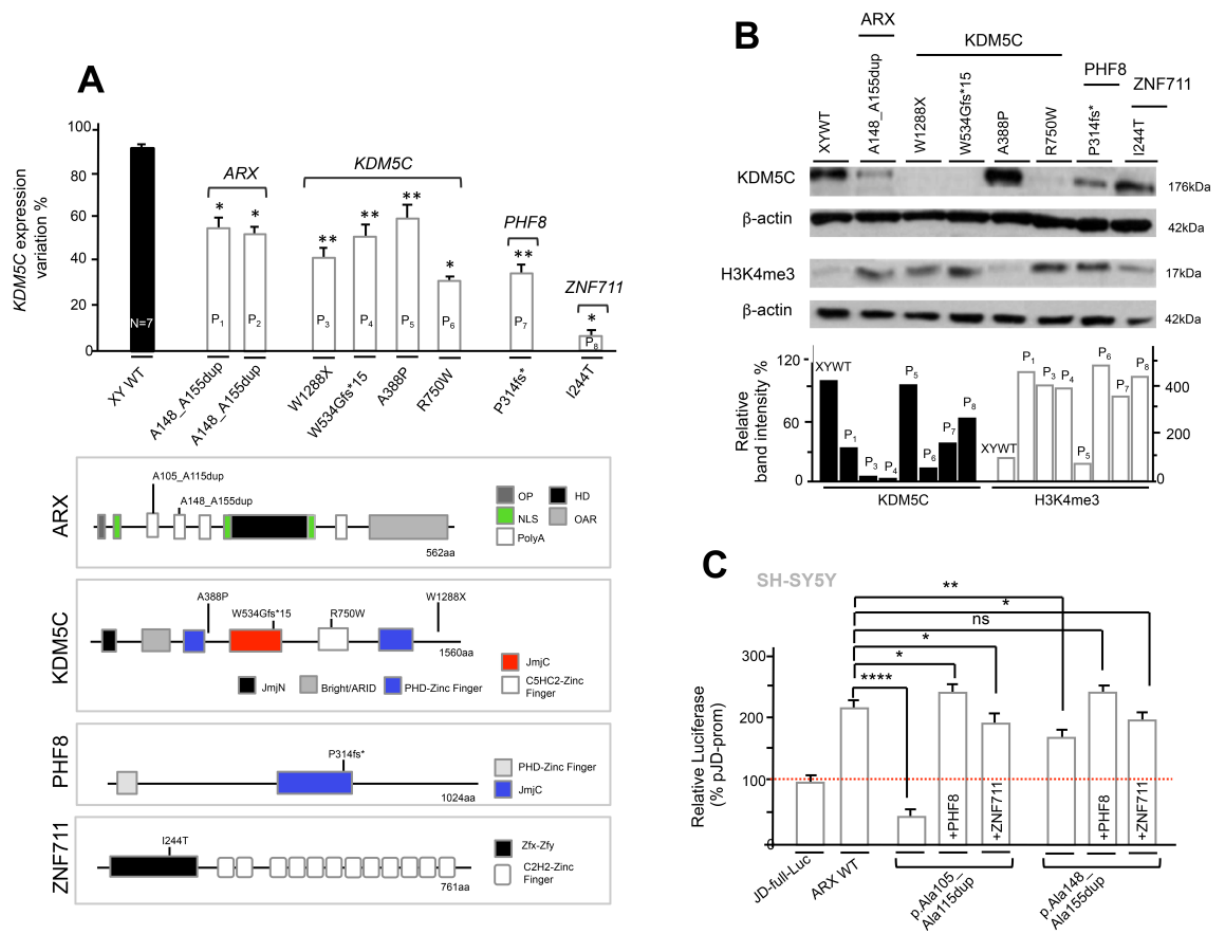 A
KDM5C expression
variation %
100
80
60
40
20
0
ARX
KDM5C
PHF8
ZNF711
*
*
**
**
**
*
**
*
N=7
P1
P2
P3
P4
P5
P6
P7
P8
XY WT
A148_A155dup
A148_A155dup
W1288X
W534Gfs*15
A388P
R750W
P314fs*
I244T
ARX
A105_A115dup
A148_A155dup
562aa
OP
HD
NLS
OAR
PolyA
KDM5C
A388P
W534Gfs*15
R750W
W1288X
1560aa
JmjN
Bright/ARID
PHD-Zinc Finger
JmjC
C5HC2-Zinc
Finger
PHF8
P314fs*
1024aa
PHD-Zinc Finger
JmjC
ZNF711
I244T
761aa
Zfx-Zfy
C2H2-Zinc
Finger
B
ARX
KDM5C
PHF8
ZNF711
XYWT
A148_A155dup
W1288X
W534Gfs*15
A388P
R750W
P314fs*
I244T
KDM5C
176kDa
β-actin
42kDa
H3K4me3
17kDa
β-actin
42kDa
Relative
band intensity %
120
60
0
XYWT
P1
P3
P4
P5
P6
P7
P8
XYWT
P1
P3
P4
P5
P6
P7
P8
400
200
0
KDM5C
H3K4me3
C
SH-SY5Y
Relative Luciferase
(% pJD-prom)
300
200
100
0
**
*
ns
*
*
****
+PHF8
+ZNF711
+PHF8
+ZNF711
JD-full-Luc
ARX WT
p.Ala105_
Ala115dup
p.Ala148_
Ala155dup